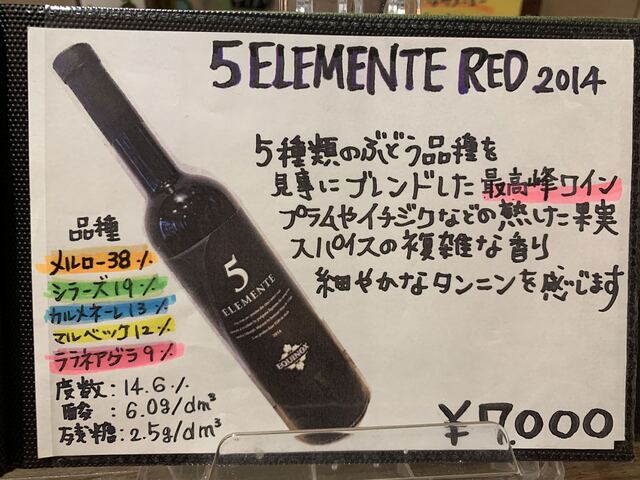 5 ELEMENTE RED 2014
5種類のぶどう品種を
見事にブレンドした最高峰ワイン
プラムやイチジクなどの熟した果実
スパイスの複雑な香り
細やかなタンニンを感じます
品種
メルロー38%
シラーズ19%
カルメネーレ13%
マルベック12%
ララネアグラ9%
度数:14.6%
酸:6.0g/dm³
残糖:2.5g/dm³
¥7.000
5
ELEMENTE
2014
EQUINOX